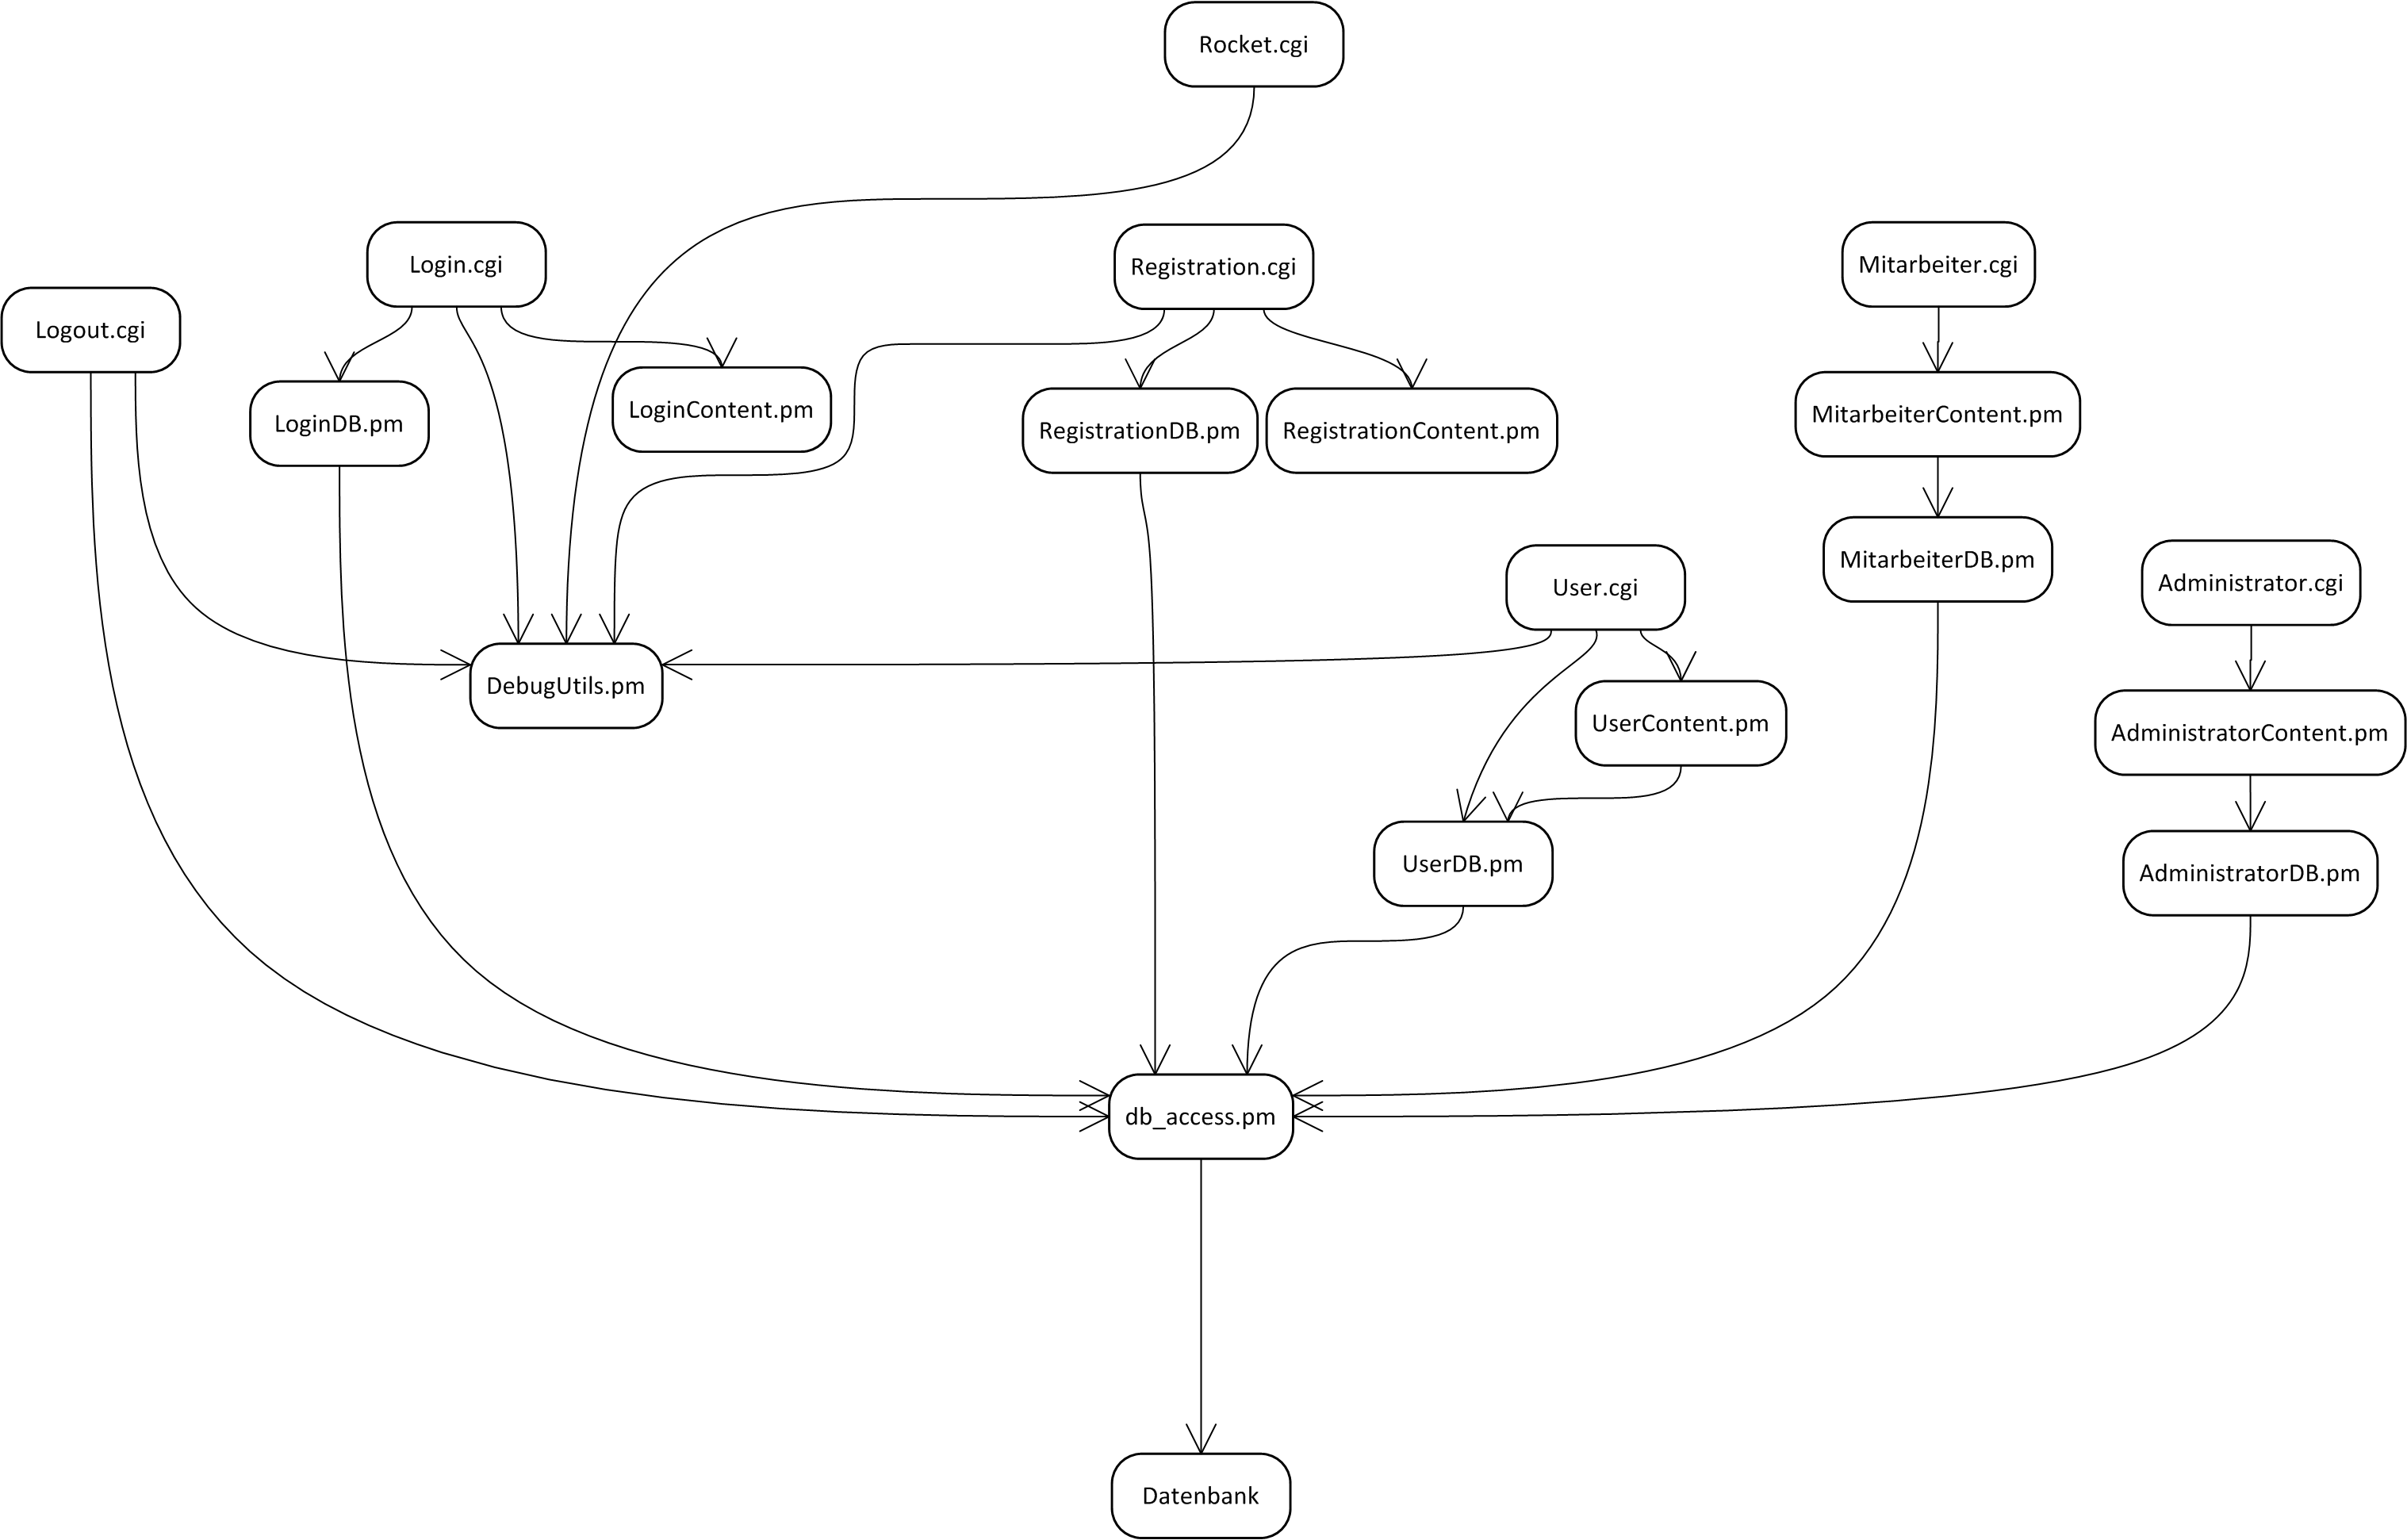 Rocket.cgi
Login.cgi
Registration.cgi
Mitarbeiter.cgi
Logout.cgi
LoginDB.pm
LoginContent.pm
RegistrationDB.pm
RegistrationContent.pm
MitarbeiterContent.pm
MitarbeiterDB.pm
User.cgi
Administrator.cgi
DebugUtils.pm
UserContent.pm
AdministratorContent.pm
UserDB.pm
AdministratorDB.pm
db_access.pm
Datenbank